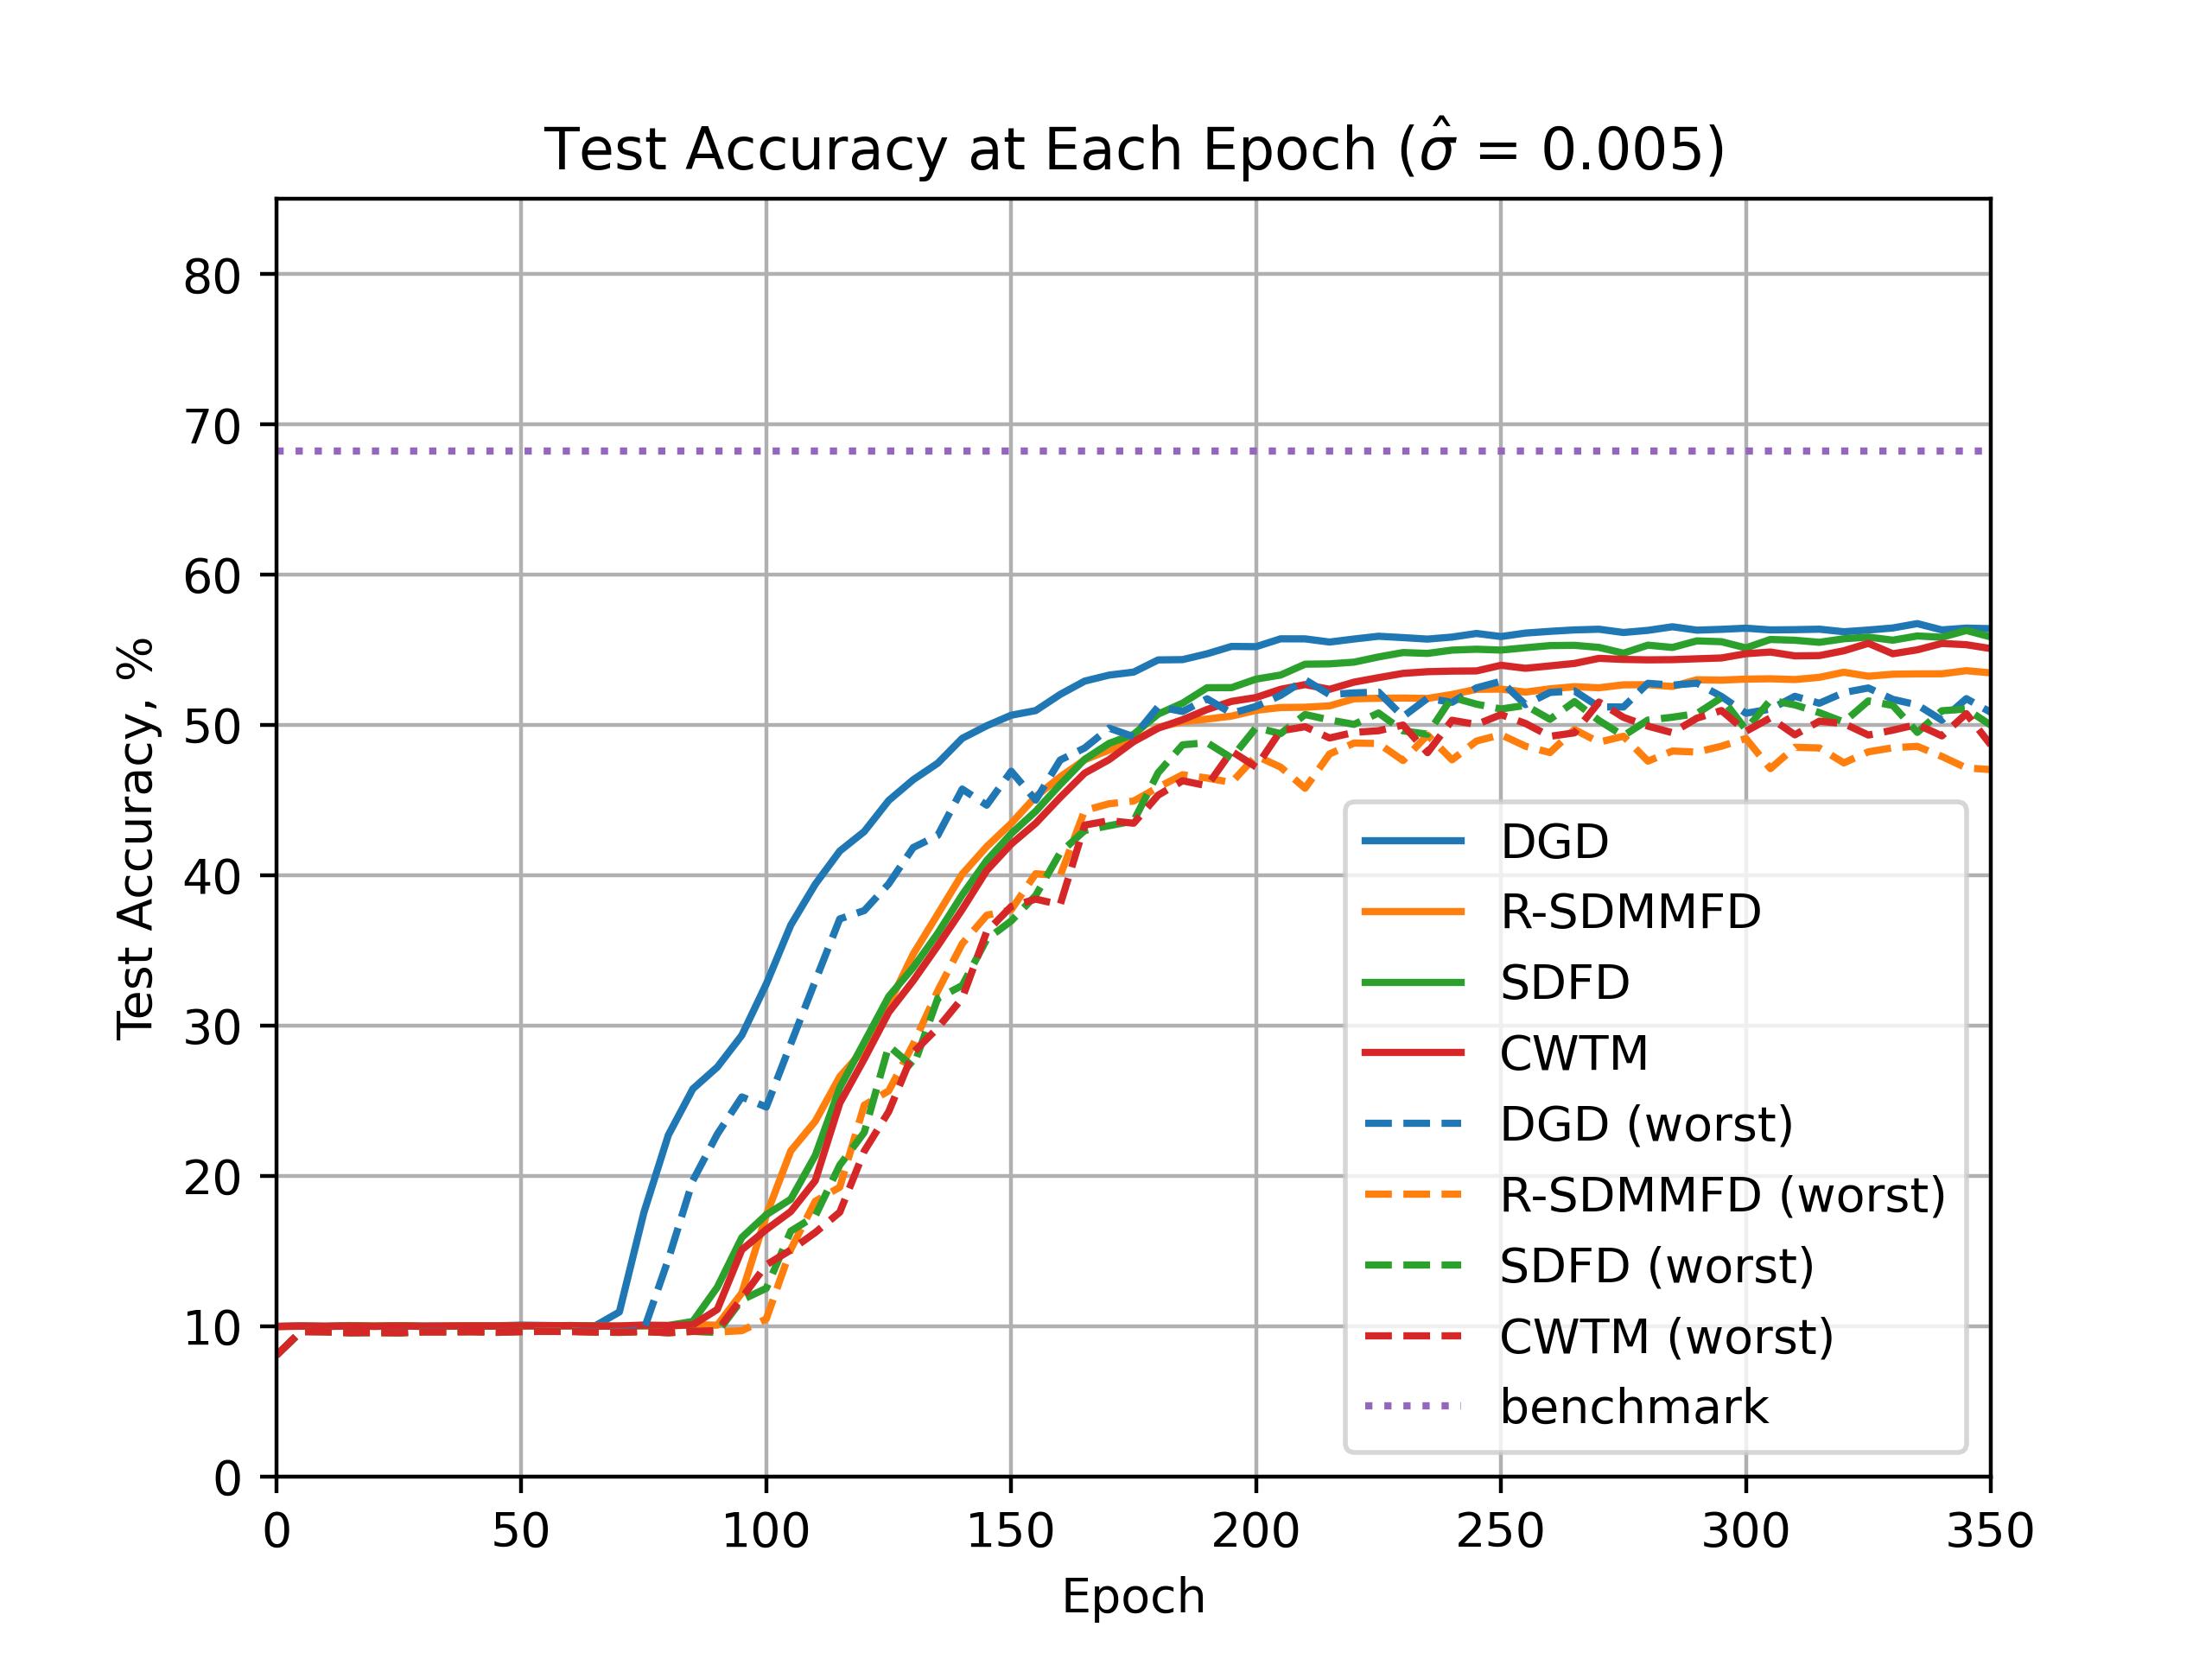 Test Accuracy at Each Epoch (σ̂ = 0.005)
Test Accuracy, %
80
70
60
50
40
30
20
10
0
0 50 100 150 200 250 300 350
Epoch
DGD
R-SDMMFD
SDFD
CWTM
DGD (worst)
R-SDMMFD (worst)
SDFD (worst)
CWTM (worst)
benchmark